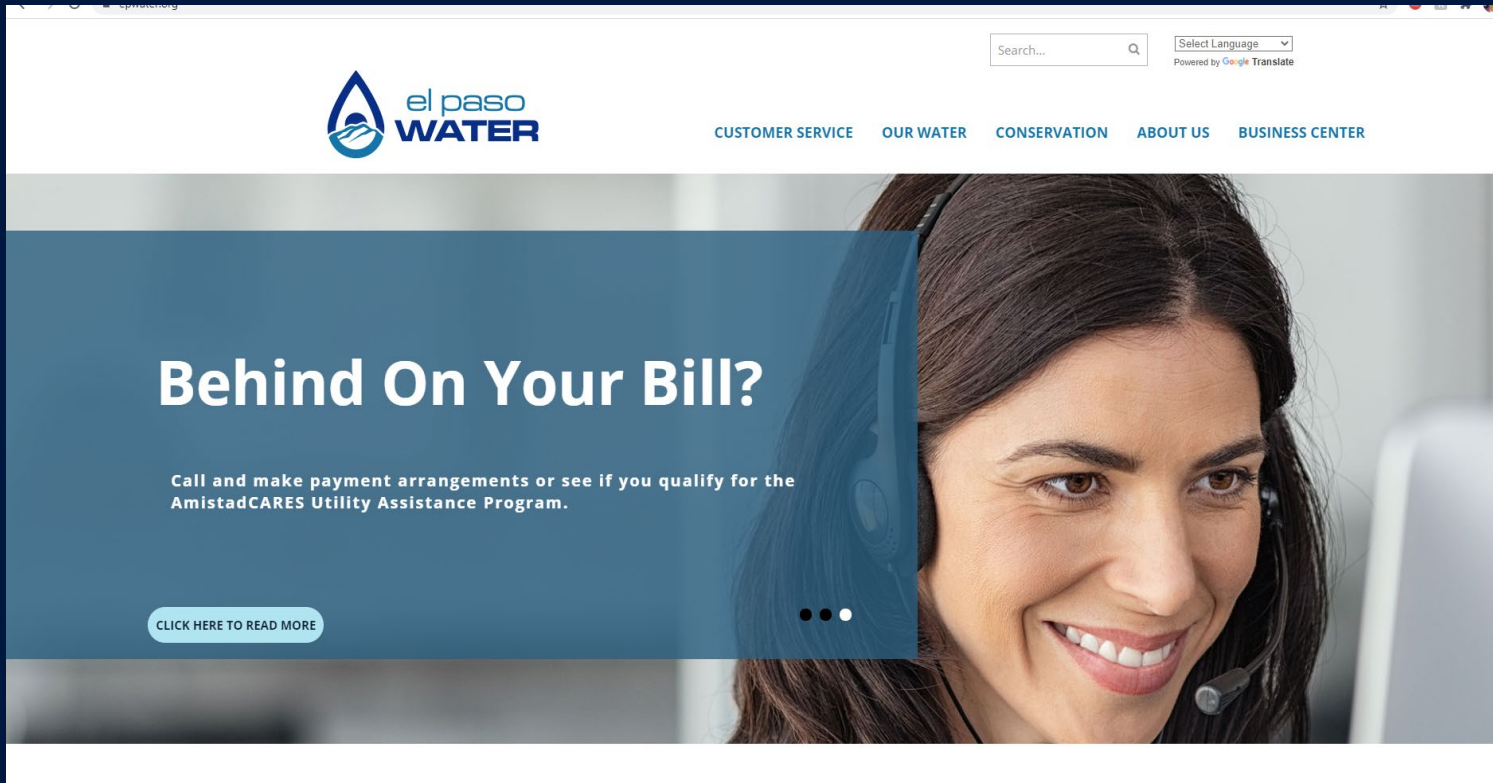 epwater.org
Search...
Select Language
Powered by Google Translate
el paso
WATER
CUSTOMER SERVICE OUR WATER CONSERVATION ABOUT US BUSINESS CENTER
Behind On Your Bill?
Call and make payment arrangements or see if you qualify for the
AmistadCARES Utility Assistance Program.
CLICK HERE TO READ MORE